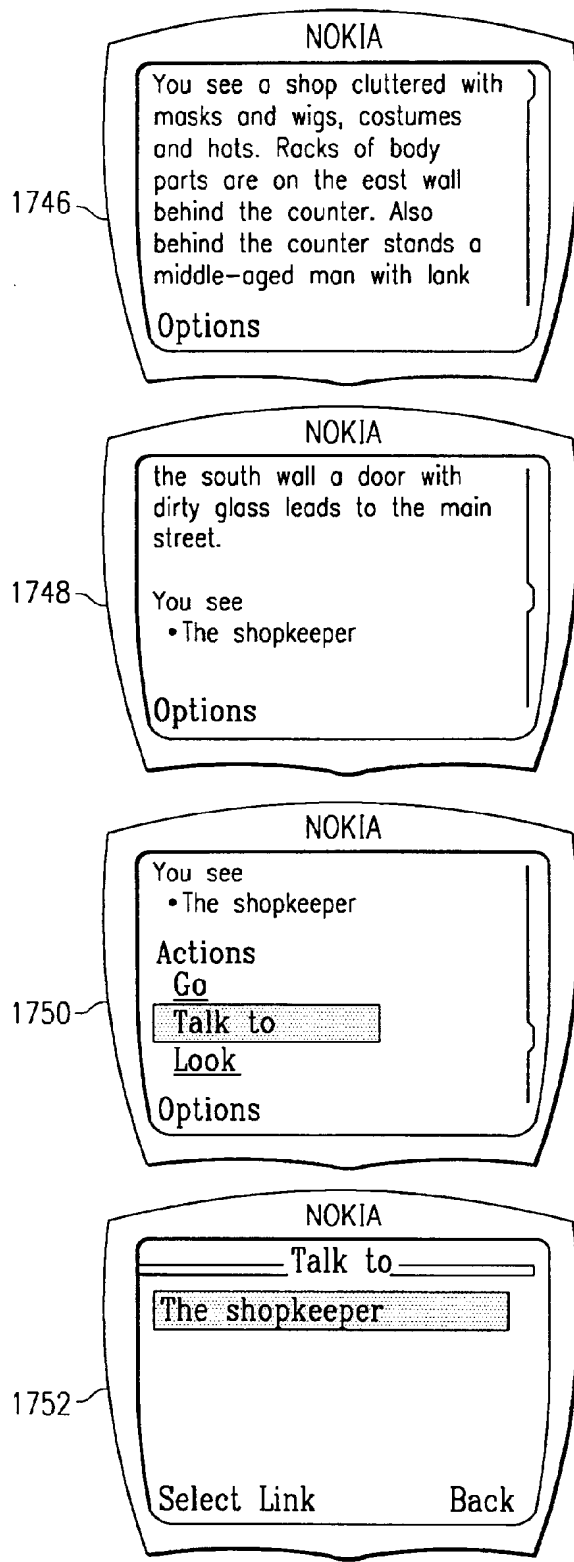 NOKIA
You see a shop cluttered with
masks and wigs, costumes
and hats. Racks of body
parts are on the east wall
behind the counter. Also
behind the counter stands a
middle-aged man with lank
Options
1746
NOKIA
the south wall a door with
dirty glass leads to the main
street.
You see
•The shopkeeper
Options
1748
NOKIA
You see
•The shopkeeper
Actions
Go
Talk to
Look
Options
1750
NOKIA
Talk to
The shopkeeper
Select Link Back
1752